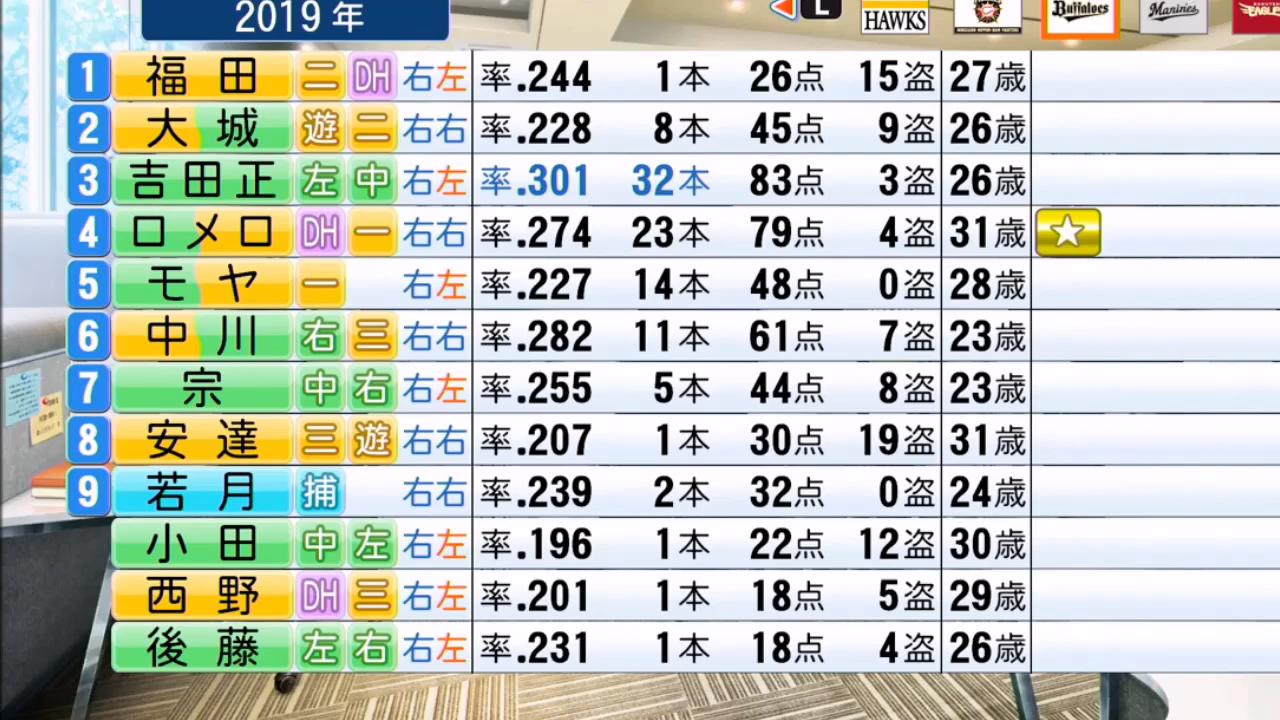 2019年
L
HAWKS
Buffaloes
Marines
EAGLES
1 福田 二 DH 右左 率.244 1本 26点 15盗 27歳
2 大城 遊 二 右右 率.228 8本 45点 9盗 26歳
3 吉田正 左 中 右左 率.301 32本 83点 3盗 26歳
4 ロメロ DH 一 右右 率.274 23本 79点 4盗 31歳
5 モヤ 一 右左 率.227 14本 48点 0盗 28歳
6 中川 右 三 右右 率.282 11本 61点 7盗 23歳
7 宗 中 右 右左 率.255 5本 44点 8盗 23歳
8 安達 三 遊 右右 率.207 1本 30点 19盗 31歳
9 若月 捕 右右 率.239 2本 32点 0盗 24歳
小田 中 左 右左 率.196 1本 22点 12盗 30歳
西野 DH 三 右左 率.201 1本 18点 5盗 29歳
後藤 左 右 右左 率.231 1本 18点 4盗 26歳